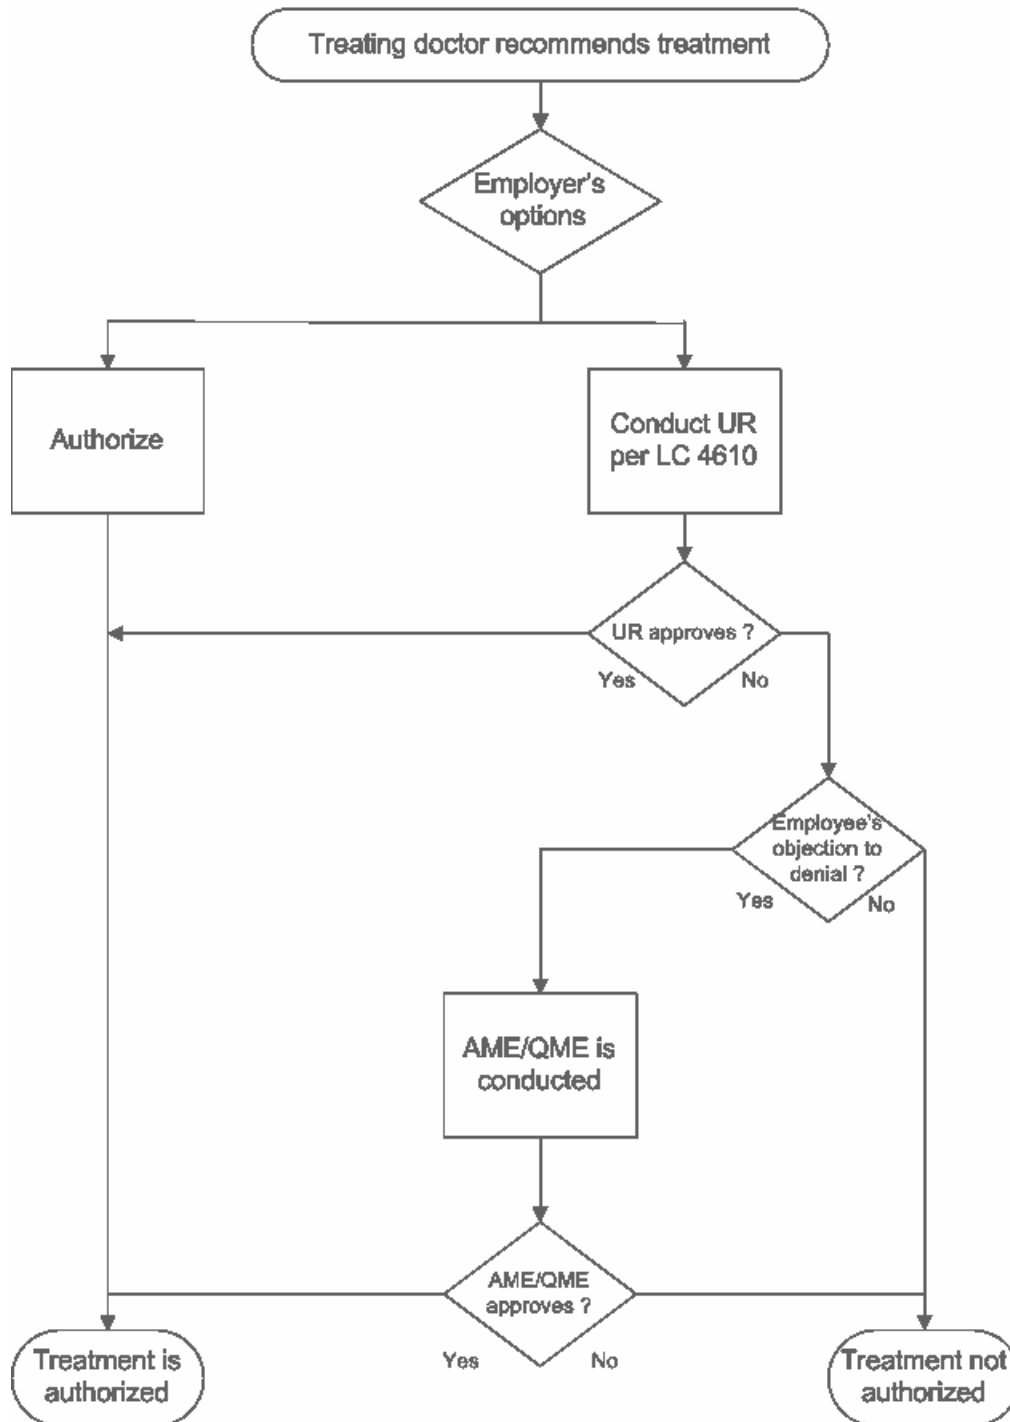 Treating doctor recommends treatment
Employer's
options
Authorize
Conduct UR
per LC 4610
UR approves ?
Yes
No
Employee's
objection to
denial ?
Yes
No
AME/QME is
conducted
AME/QME
approves ?
Yes
No
Treatment is
authorized
Treatment not
authorized